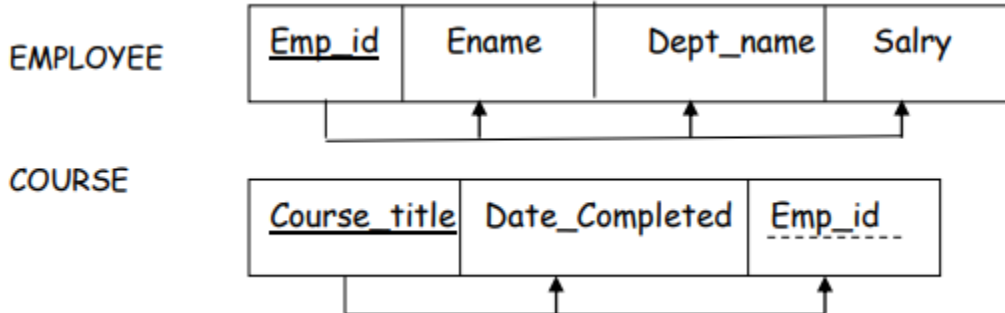 EMPLOYEE
Emp_id Ename Dept_name Salry
COURSE
Course_title Date_Completed Emp_id